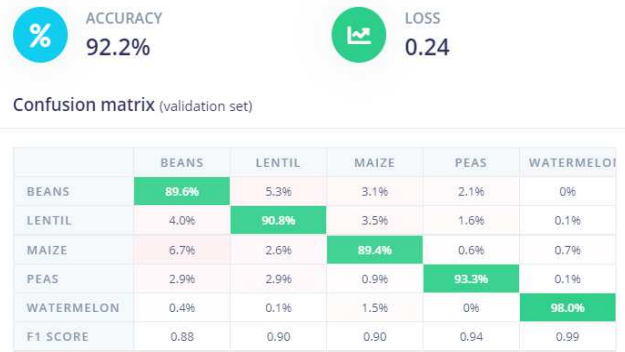 ACCURACY
92.2%
LOSS
0.24
Confusion matrix (validation set)
BEANS LENTIL MAIZE PEAS WATERMELO
BEANS 89.6% 5.3% 3.1% 2.1% 0%
LENTIL 4.0% 90.8% 3.5% 1.6% 0.1%
MAIZE 6.7% 2.6% 89.4% 0.6% 0.7%
PEAS 2.9% 2.9% 0.9% 93.3% 0.1%
WATERMELON 0.4% 0.1% 1.5% 0% 98.0%
F1 SCORE 0.88 0.90 0.90 0.94 0.99